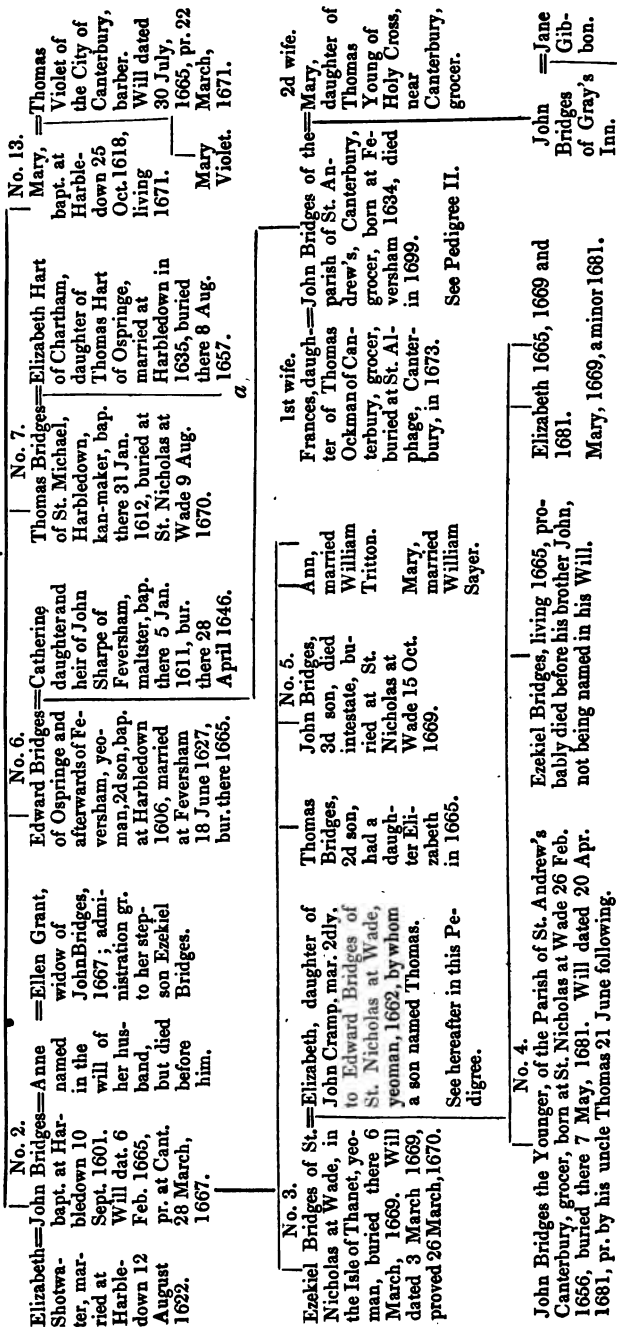 Elizabeth=John Bridges=Anne =Ellen Grant,
No. 2.
Shotwa-
ter, mar-
ried at
Harble-
down 12
August
1622.
bapt. at Har-
bledown 10
Sept. 1601.
Will dat. 6
Feb. 1665,
pr. at Cant.
28 March,
1667.
named
in the
will of
her hus-
band,
but died
before
him.
widow of
John Bridges,
1667; admi-
nistration gr.
to her step-
son Ezekiel
Bridges.
No. 6.
Edward Bridges=Catherine
of Ospringe and
afterwards of Fe-
versham, yeo-
man, 2d son, bap.
at Harbledown
1606, married
at Feversham
18 June 1627,
bur. there 1665.
daughter and
heir of John
Sharpe of
Feversham,
maltster, bap.
there 5 Jan.
1611, bur.
there 28
April 1646.
No. 7.
Thomas Bridges=Elizabeth Hart
of St. Michael,
Harbledown,
kan-maker, bap.
there 31 Jan.
1612, buried at
St. Nicholas at
Wade 9 Aug.
1670.
of Chartham,
daughter of
Thomas Hart
of Ospringe,
married at
Harbledown in
1635, buried
there 8 Aug.
1657.
a
No. 13.
Mary, =Thomas
bapt. at
Harble-
down 25
Oct. 1618,
living
1671.
Violet of
the City of
Canterbury,
barber.
Will dated
30 July,
1665, pr. 22
March,
1671.
Mary
Violet.
No. 3.
Ezekiel Bridges of St.=Elizabeth, daughter of
Nicholas at Wade, in
the Isle of Thanet, yeo-
man, buried there 6
March, 1669. Will
dated 3 March 1669,
proved 26 March, 1670.
John Cramp, mar. 2dly,
to Edward Bridges of
St. Nicholas at Wade,
yeoman, 1662, by whom
a son named Thomas.
See hereafter in this Pe-
digree.
Thomas
Bridges,
2d son,
had a
daugh-
ter Eli-
zabeth
in 1665.
No. 5.
John Bridges,
3d son, died
intestate, bu-
ried at St.
Nicholas at
Wade 15 Oct.
1669.
Ann,
married
William
Tritton.
Mary,
married
William
Sayer.
1st wife.
Frances, daugh-=John Bridges of the=Mary,
ter of Thomas
Ockman of Can-
terbury, grocer,
buried at St. Al-
phage, Canter-
bury, in 1673.
parish of St. An-
drew's, Canterbury,
grocer, born at Fe-
versham 1634, died
in 1699.
See Pedigree II.
2d wife.
daughter of
Thomas
Young of
Holy Cross,
near
Canterbury,
grocer.
No. 4.
John Bridges the Younger, of the Parish of St. Andrew's
Canterbury, grocer, born at St. Nicholas at Wade 26 Feb.
1656, buried there 7 May, 1681. Will dated 20 Apr.
1681, pr. by his uncle Thomas 21 June following.
Ezekiel Bridges, living 1665, pro-
bably died before his brother John,
not being named in his Will.
Elizabeth 1665, 1669 and
1681.
Mary, 1669, a minor 1681.
John =Jane
Bridges
of Gray's
Inn.
Gib-
bon.